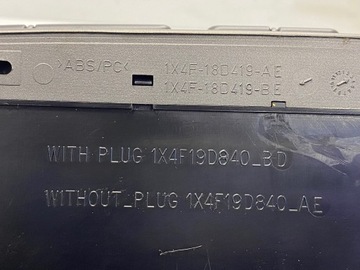 >ABS/PC<
1X4F-18D419-AE
1X4F-18D419-BE
WITH PLUG 1X4F19D840_BD
WITHOUT_PLUG 1X4F19D840_AE